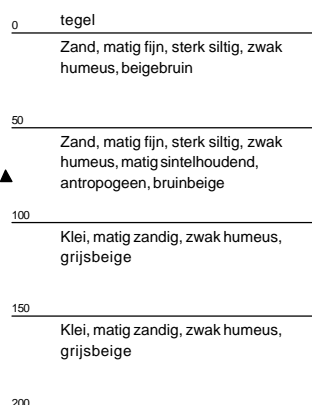 0 tegel
Zand, matig fijn, sterk siltig, zwak
humeus, beigebruin
50
Zand, matig fijn, sterk siltig, zwak
humeus, matig sintelhoudend,
antropogeen, bruinbeige
100
Klei, matig zandig, zwak humeus,
grijsbeige
150
Klei, matig zandig, zwak humeus,
grijsbeige
200